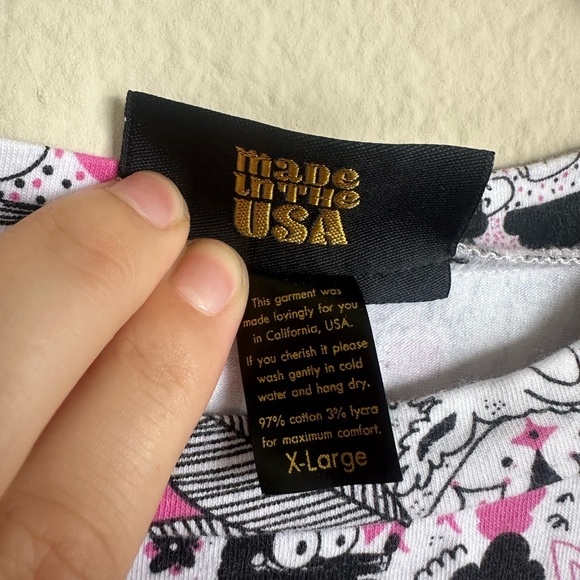 made
in THE
USA
This garment was
made lovingly for you
in California, USA.
If you cherish it please
wash gently in cold
water and hang dry.
97% cotton 3% lycra
for maximum comfort.
X-Large